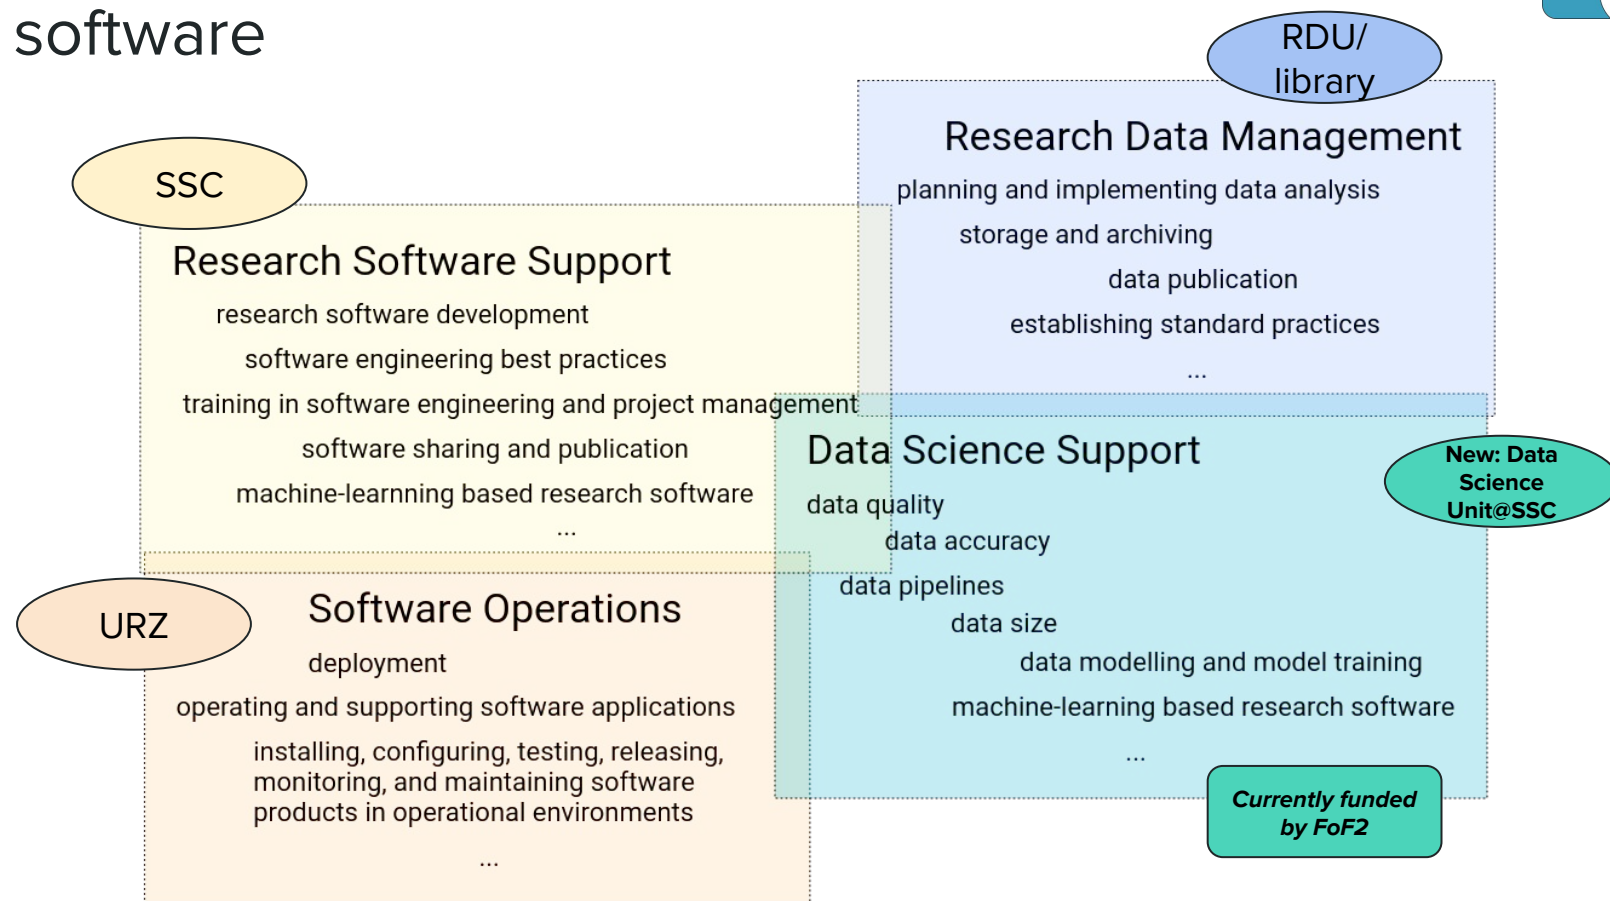 software
RDU/
library
Research Data Management
planning and implementing data analysis
storage and archiving
data publication
establishing standard practices
...
SSC
Research Software Support
research software development
software engineering best practices
training in software engineering and project management
software sharing and publication
machine-learnning based research software
...
Data Science Support
data quality
data accuracy
data pipelines
data size
data modelling and model training
machine-learning based research software
...
New: Data
Science
Unit@SSC
Currently funded
by FoF2
URZ
Software Operations
deployment
operating and supporting software applications
installing, configuring, testing, releasing,
monitoring, and maintaining software
products in operational environments
...